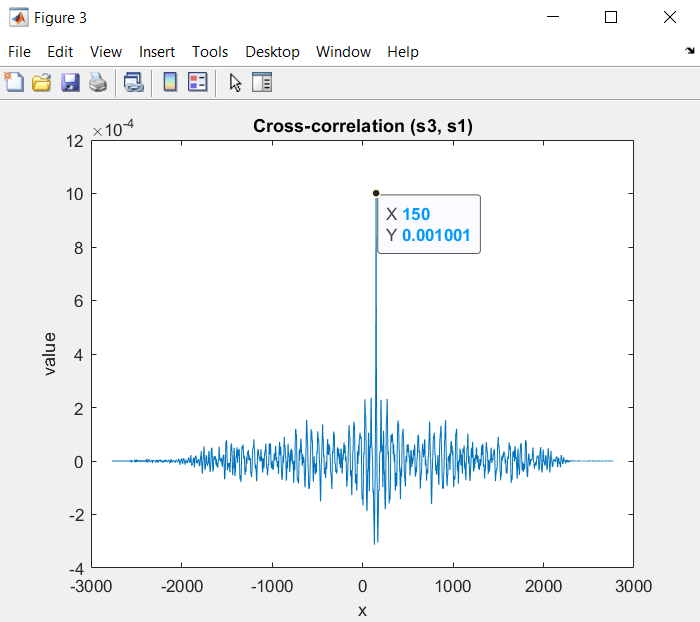 Figure 3
File Edit View Insert Tools Desktop Window Help
×10-4
Cross-correlation (s3, s1)
12
10
8
6
4
2
0
-2
-4
value
X 150
Y 0.001001
-3000 -2000 -1000 0 1000 2000 3000
x